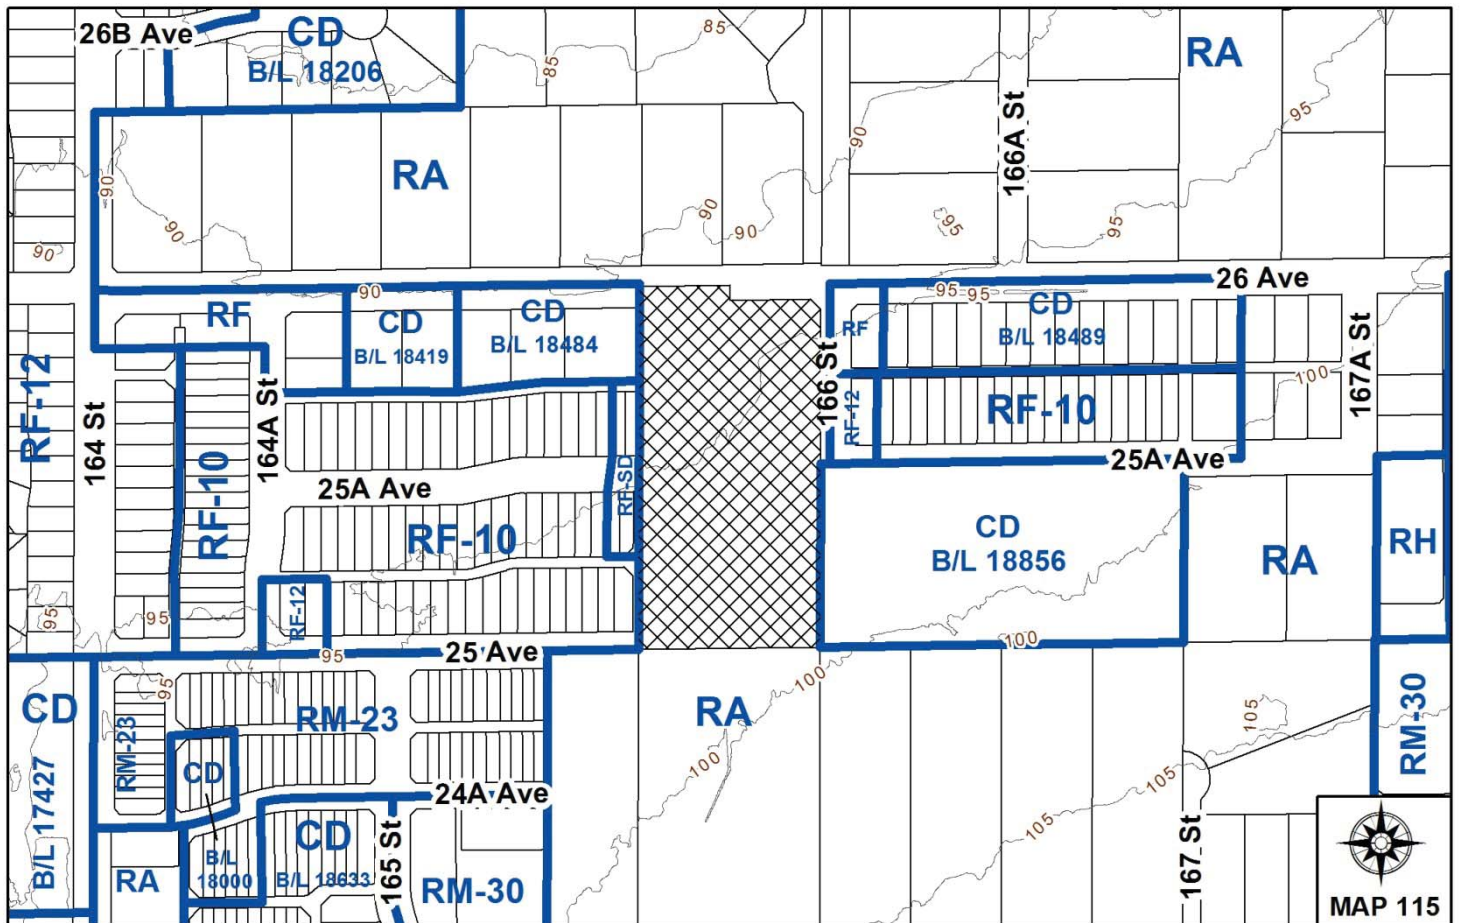 26B Ave
CD
B/L 18206
85
85
RA
95
90
166A St
RA
90
90
90
90
90
95
95
26 Ave
90
RF
CD
B/L 18419
CD
B/L 18484
95
95
CD
B/L 18489
RF
166 St
167A St
100
RF-12
164 St
164A St
RF-10
RF-12
RF-10
25A Ave
25A Ave
RF-SD
RF-10
CD
B/L 18856
RA
RH
RF-12
95
95
95
25 Ave
100
CD
B/L 17427
95
RM-23
RM-23
RA
100
100
105
105
105
RM-30
CD
24A Ave
B/L
18000
CD
B/L 18633
165 St
RM-30
RA
167 St
MAP 115